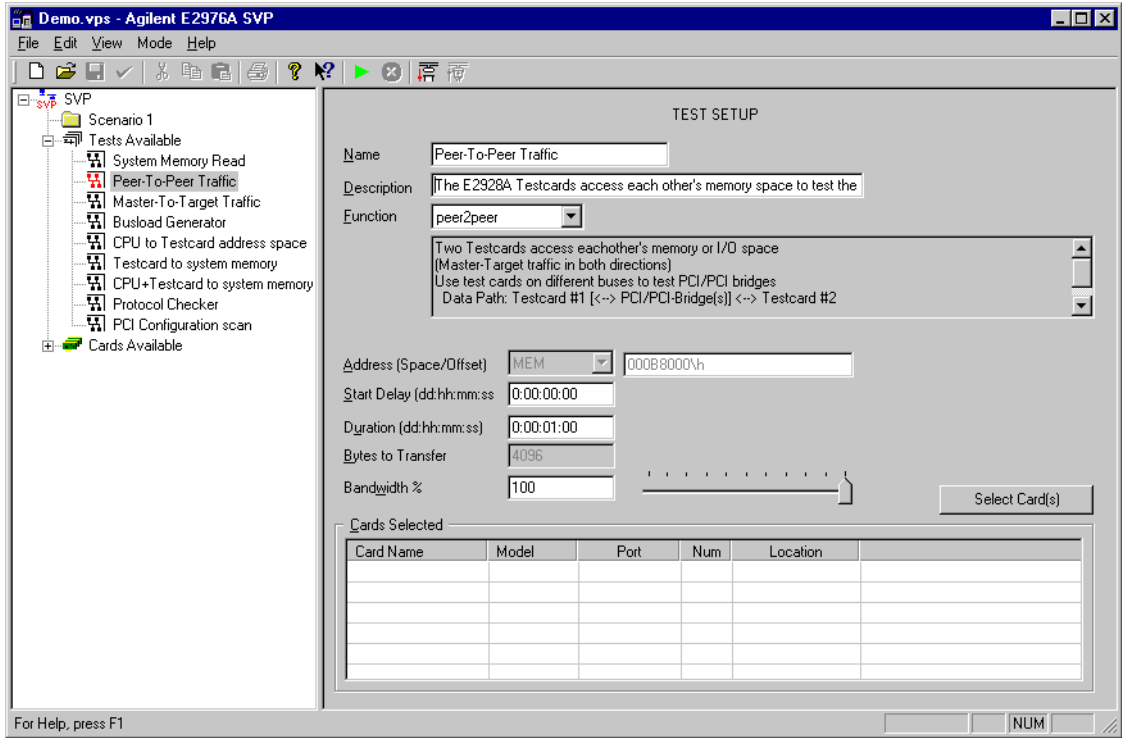 Demo.vps - Agilent E2976A SVP
File Edit View Mode Help
SVP
Scenario 1
Tests Available
System Memory Read
Peer-To-Peer Traffic
Master-To-Target Traffic
Busload Generator
CPU to Testcard address space
Testcard to system memory
CPU+Testcard to system memory
Protocol Checker
PCI Configuration scan
Cards Available
TEST SETUP
Name Peer-To-Peer Traffic
Description The E2928A Testcards access each other's memory space to test the
Function peer2peer
Two Testcards access eachother's memory or I/O space
(Master-Target traffic in both directions)
Use test cards on different buses to test PCI/PCI bridges
Data Path: Testcard #1 [<--> PCI/PCI-Bridge(s)] <--> Testcard #2
Address (Space/Offset) MEM 000B8000\h
Start Delay (dd:hh:mm:ss 0:00:00:00
Duration (dd:hh:mm:ss) 0:00:01:00
Bytes to Transfer 4096
Bandwidth % 100
Select Card(s)
Cards Selected
Card Name Model Port Num Location
For Help, press F1 NUM